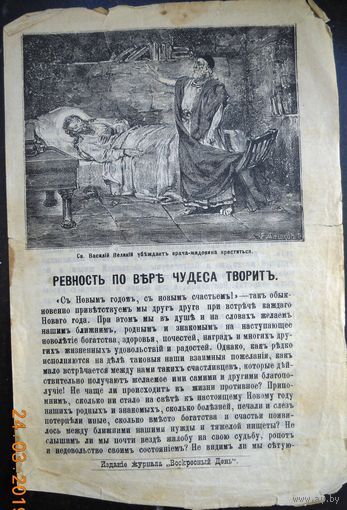 Св. Василій Великій убѣждаетъ врача-жидовина креститься.
РЕВНОСТЬ ПО ВѢРѢ ЧУДЕСА ТВОРИТЪ.
«Съ Новымъ годомъ, съ новымъ счастьемъ!»—такъ обык-
новенно привѣтствуемъ мы другъ друга при встрѣчѣ каждаго
Новаго года. При этомъ мы въ душѣ и на словахъ желаемъ
нашимъ ближнимъ, роднымъ и знакомымъ на наступающее
новолѣтіе богатства, здоровья, почестей, наградъ и многихъ дру-
гихъ жизненныхъ удовольствій и радостей. Однако, какъ рѣдко
исполняются на дѣлѣ таковыя наши взаимныя пожеланія, какъ
мало встрѣчается между нами такихъ счастливцевъ, которые дѣй-
ствительно получаютъ желаемое ими самими и другими благопо-
лучіе! Не чаще ли происходитъ въ жизни противное? Припо-
мнимъ, сколько ни стало на свѣтѣ къ настоящему Новому году
нашихъ родныхъ и знакомыхъ, сколько болѣзней, печали и слезъ
потерпѣли иные, сколько вмѣсто богатства и счастья появи-
лось между ближними нашими нужды и тяжелой нищеты? Не
слышимъ ли мы почти вездѣ жалобу на свою судьбу, ропотъ
и недовольство своимъ состояніемъ? Не видимъ ли мы сѣтую-
Изданіе журнала „Воскресный День“.
24 03 2019
ay.by